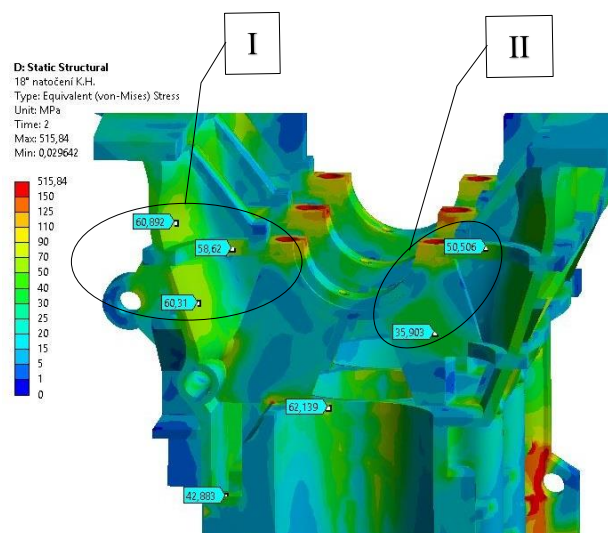 I
II
D: Static Structural
18° natočení K.H.
Type: Equivalent (von-Mises) Stress
Unit: MPa
Time: 2
Max: 515,84
Min: 0,029642
515,84
150
125
110
90
70
50
40
30
25
20
15
5
1
0
60,892
58,62
50,506
60,31
35,903
62,139
42,883